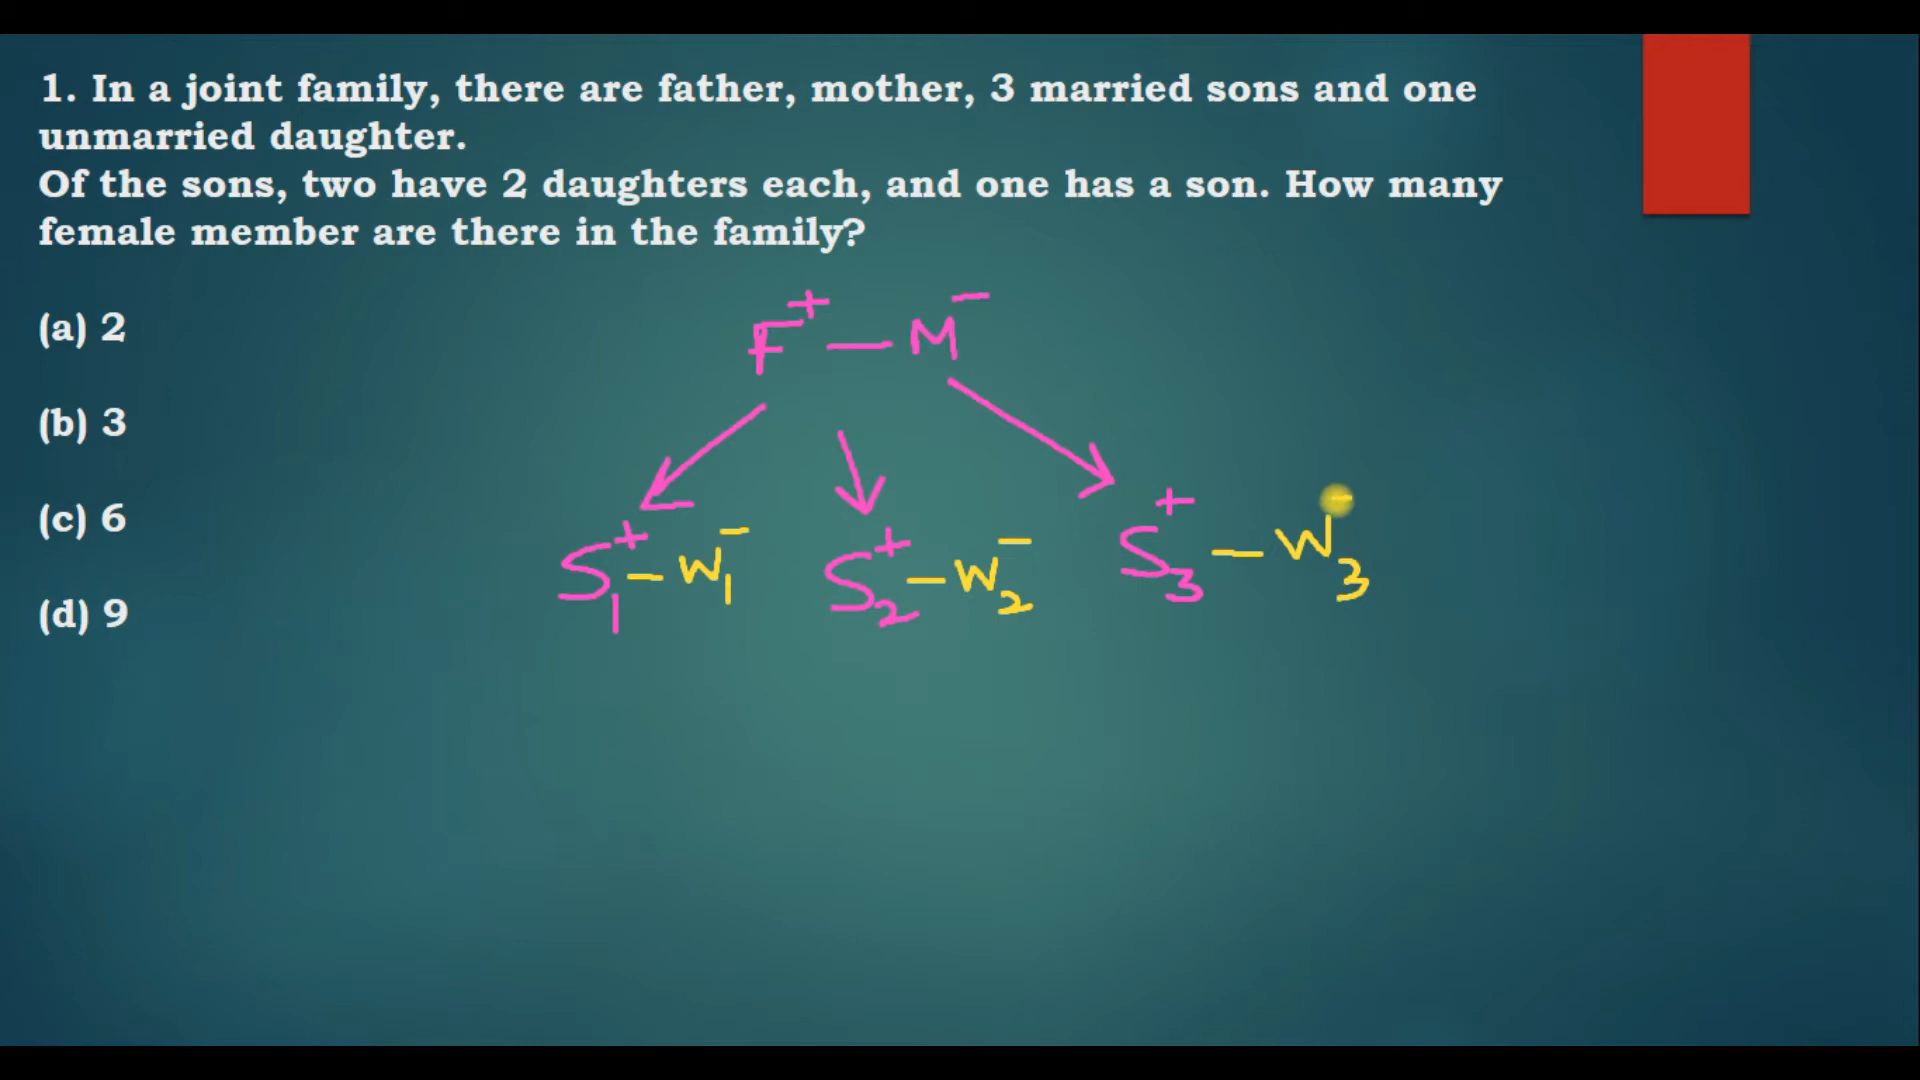 1. In a joint family, there are father, mother, 3 married sons and one
unmarried daughter.
Of the sons, two have 2 daughters each, and one has a son. How many
female member are there in the family?
(a) 2
(b) 3
(c) 6
(d) 9
F⁺ — M⁻
S₁⁺ — W₁⁻ S₂⁺ — W₂⁻ S₃⁺ — W₃⁻